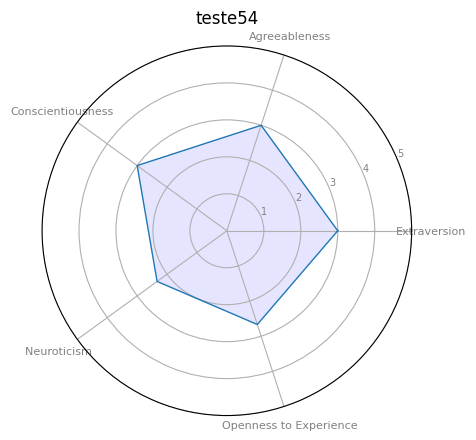 teste54
Agreeableness
Conscientiousness
5
4
3
2
1
Extraversion
Neuroticism
Openness to Experience